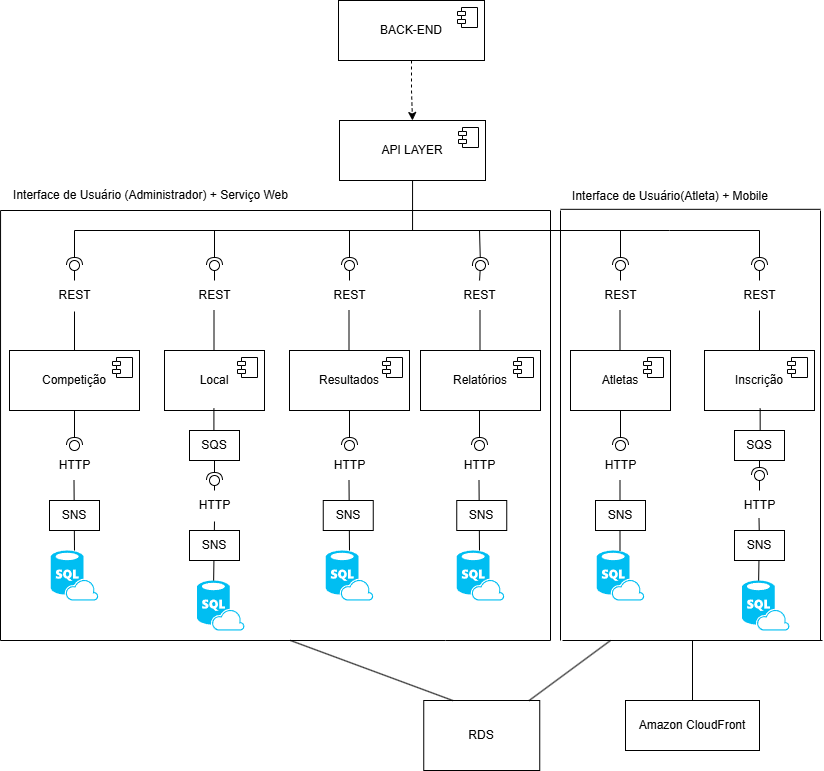 BACK-END
API LAYER
Interface de Usuário (Administrador) + Serviço Web
Interface de Usuário(Atleta) + Mobile
REST
REST
REST
REST
REST
REST
Competição
Local
Resultados
Relatórios
Atletas
Inscrição
SQS
SQS
HTTP
HTTP
HTTP
HTTP
HTTP
HTTP
SNS
SNS
SNS
SNS
SNS
SNS
SQL
SQL
SQL
SQL
SQL
SQL
RDS
Amazon CloudFront